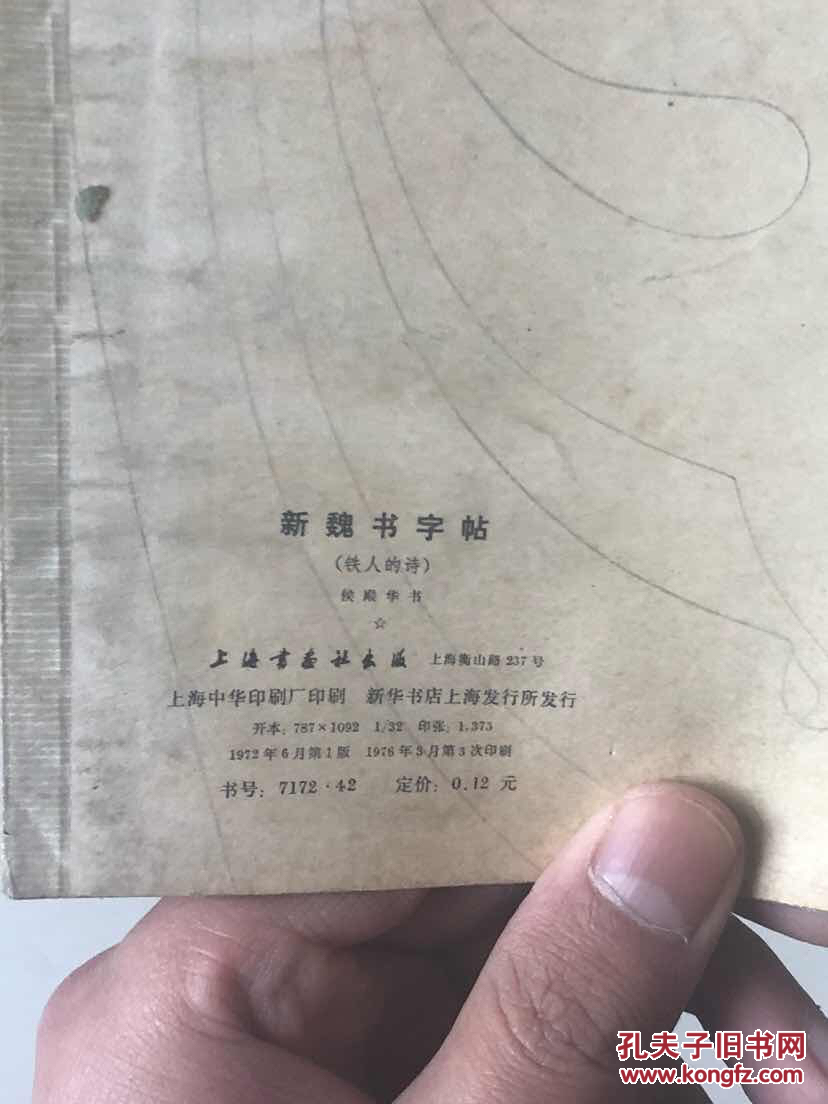 新魏书字帖
(铁人的诗)
侯殿华书
☆
上海书画社出版 上海衡山路237号
上海中华印刷厂印刷 新华书店上海发行所发行
开本: 787×1092 1/32 印张: 1.375
1972年6月第1版 1976年3月第3次印刷
书号: 7172·42 定价: 0.12元
孔夫子旧书网
www.kongfz.com